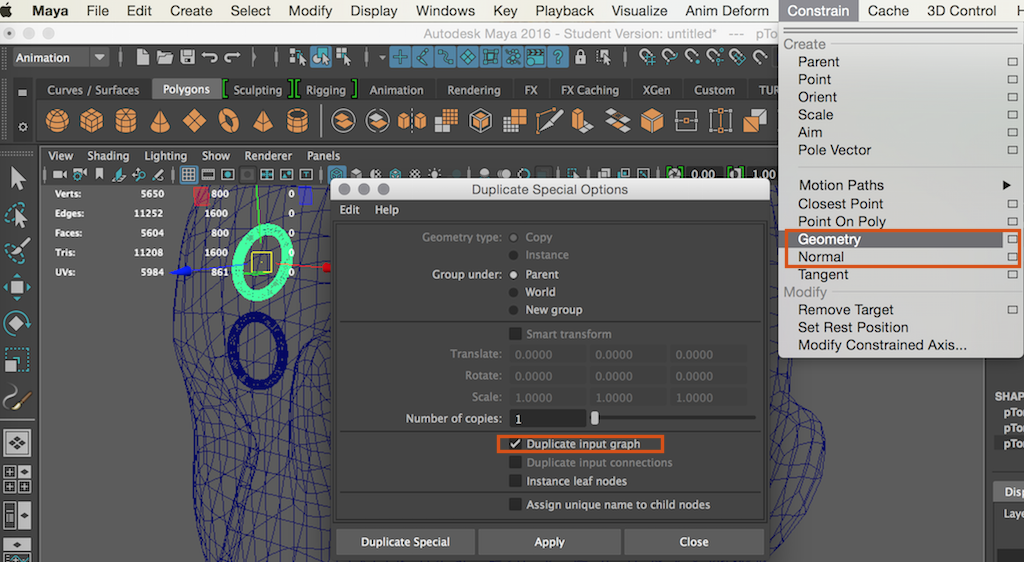 Maya File Edit Create Select Modify Display Windows Key Playback Visualize Anim Deform Constrain Cache 3D Control
Autodesk Maya 2016 - Student Version: untitled* --- pTo
Animation
Curves / Surfaces Polygons Sculpting Rigging Animation Rendering FX FX Caching XGen Custom TUR
View Shading Lighting Show Renderer Panels
0.00 1.00
Verts: 5650 800 0
Edges: 11252 1600 0
Faces: 5604 800 0
Tris: 11208 1600 0
UVs: 5984 861 0
Duplicate Special Options
Edit Help
Geometry type: Copy
Instance
Group under: Parent
World
New group
Smart transform
Translate: 0.0000 0.0000 0.0000
Rotate: 0.0000 0.0000 0.0000
Scale: 1.0000 1.0000 1.0000
Number of copies: 1
Duplicate input graph
Duplicate input connections
Instance leaf nodes
Assign unique name to child nodes
Duplicate Special Apply Close
Create
Parent
Point
Orient
Scale
Aim
Pole Vector
Motion Paths
Closest Point
Point On Poly
Geometry
Normal
Tangent
Modify
Remove Target
Set Rest Position
Modify Constrained Axis...
SHAP
pTor
pTo
pTo
Disp
Laye